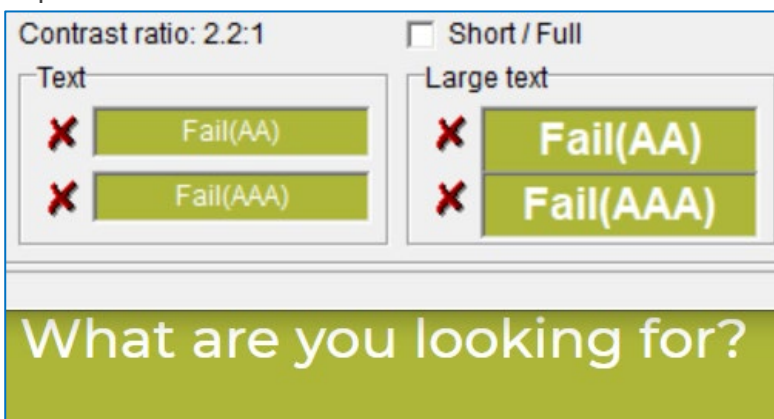 Contrast ratio: 2.2:1
Short / Full
Text
Large text
Fail(AA)
Fail(AA)
Fail(AAA)
Fail(AAA)
What are you looking for?